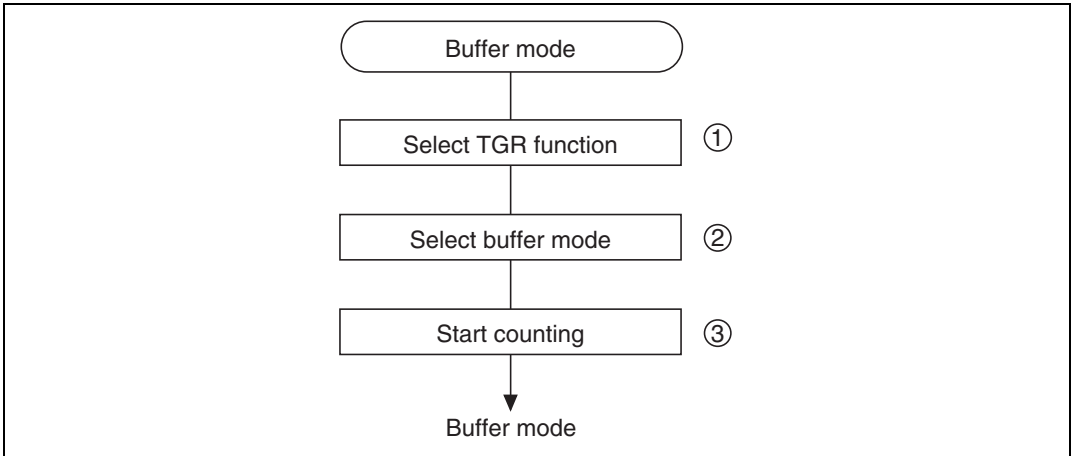 Buffer mode
Select TGR function ①
Select buffer mode ②
Start counting ③
Buffer mode